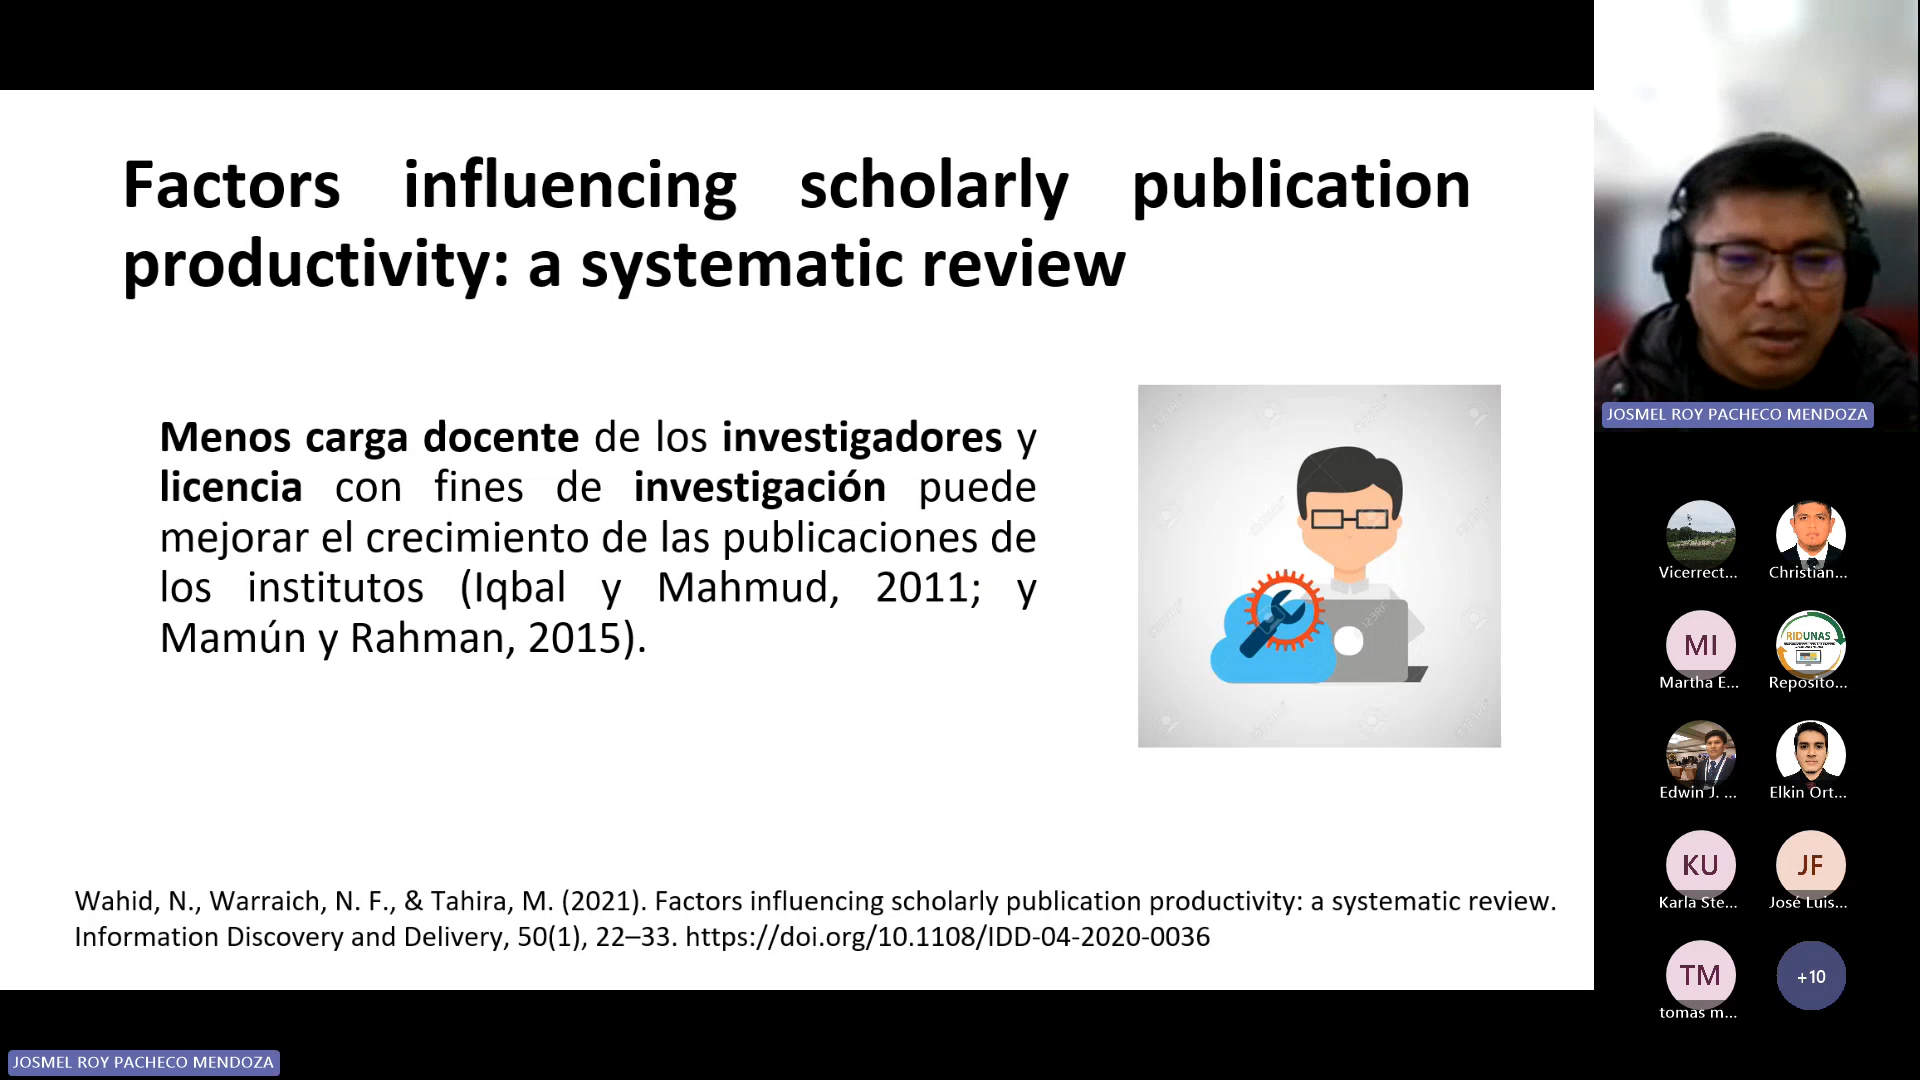 Factors influencing scholarly publication
productivity: a systematic review
Menos carga docente de los investigadores y
licencia con fines de investigación puede
mejorar el crecimiento de las publicaciones de
los institutos (Iqbal y Mahmud, 2011; y
Mamún y Rahman, 2015).
Wahid, N., Warraich, N. F., & Tahira, M. (2021). Factors influencing scholarly publication productivity: a systematic review.
Information Discovery and Delivery, 50(1), 22–33. https://doi.org/10.1108/IDD-04-2020-0036
JOSMEL ROY PACHECO MENDOZA
JOSMEL ROY PACHECO MENDOZA
Vicerrect...
Christian...
MI
Martha E...
RIDUNAS
Reposito...
Edwin J. ...
Elkin Ort...
KU
Karla Ste...
JF
José Luis...
TM
tomas m...
+10